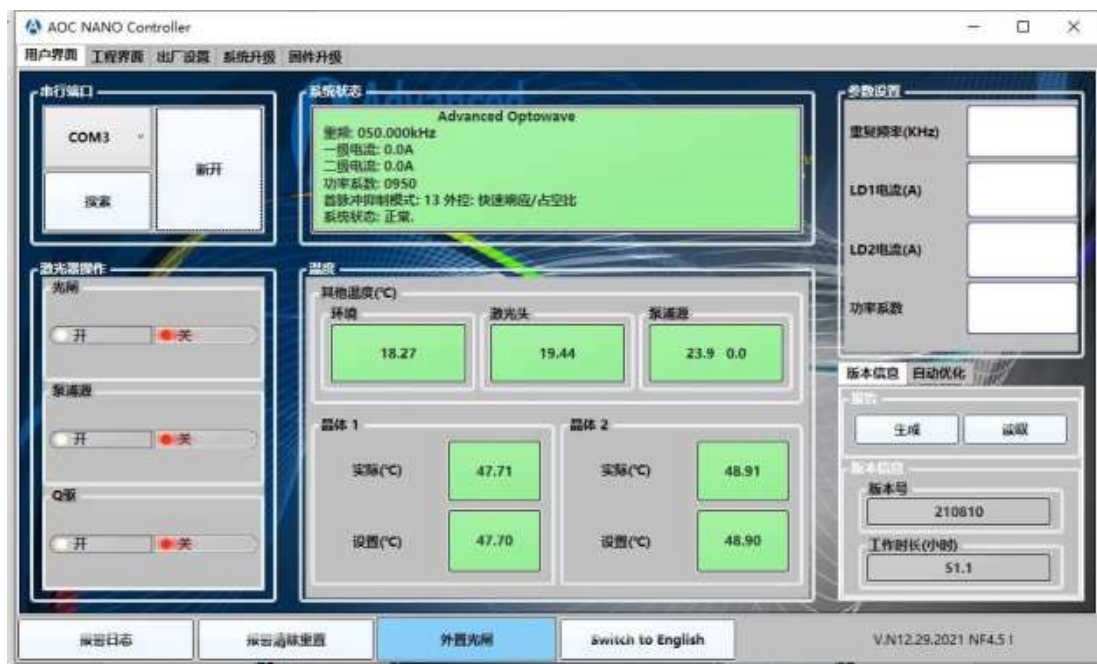 AOC NANO Controller
用户界面 工程界面 出厂设置 系统升级 固件升级
串行端口
COM3
搜索
断开
系统状态
Advanced Optowave
重频: 050.000kHz
一级电流: 0.0A
二级电流: 0.0A
功率系数: 0950
首脉冲抑制模式: 13 外控: 快速响应/占空比
系统状态: 正常.
参数设置
重复频率(KHz)
LD1电流(A)
LD2电流(A)
功率系数
激光器操作
光闸
开 关
泵浦源
开 关
Q驱
开 关
温度
其他温度(℃)
环境 激光头 泵浦源
18.27 19.44 23.9 0.0
晶体 1
实际(℃) 47.71
设置(℃) 47.70
晶体 2
实际(℃) 48.91
设置(℃) 48.90
版本信息 自动优化
报告
生成 读取
版本信息
版本号
210810
工作时长(小时)
51.1
报警日志 报警清除重置 外置光闸 Switch to English V.N12.29.2021 NF4.5 I